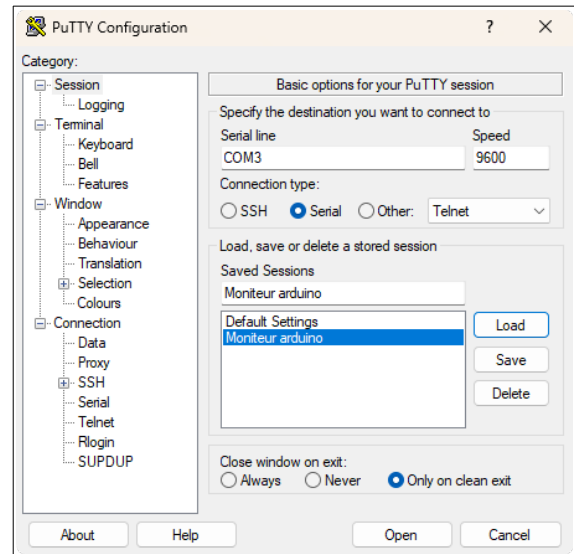 PuTTY Configuration ? ×
Category:
Session
Logging
Terminal
Keyboard
Bell
Features
Window
Appearance
Behaviour
Translation
Selection
Colours
Connection
Data
Proxy
SSH
Serial
Telnet
Rlogin
SUPDUP
Basic options for your PuTTY session
Specify the destination you want to connect to
Serial line Speed
COM3 9600
Connection type:
SSH Serial Other: Telnet
Load, save or delete a stored session
Saved Sessions
Moniteur arduino
Default Settings
Moniteur arduino
Load
Save
Delete
Close window on exit:
Always Never Only on clean exit
About Help Open Cancel